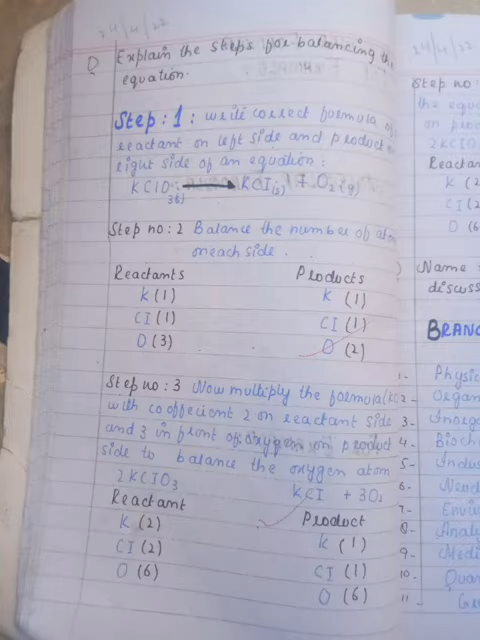 24/4/22
Q Explain the steps for balancing the
equation.
Step:1: write correct formula of
reactant on left side and product
right side of an equation:
KClO3(s) → KCl(s) + O2(g)
Step no: 2 Balance the number of atom
on each side.
Reactants Products
K (1) K (1)
Cl (1) Cl (1)
O (3) O (2)
Step no: 3 Now multiply the formula
with coefferient 2 on reactant side
and 3 in front of oxygen on product
side to balance the oxygen atom
2KClO3 KCl + 3O2
Reactant Product
K (2) K (1)
Cl (2) Cl (1)
O (6) O (6)
24/4/22
Step no:
the equa
on prod
2KClO
Reactan
K (2
Cl (2
O (6
Name
discuss
BRANC
1- Physic
2- Organ
3- Inorga
4- Bioch
5- Indus
6-
7- Envir
8- Analy
9- Medi
10. Quan
11